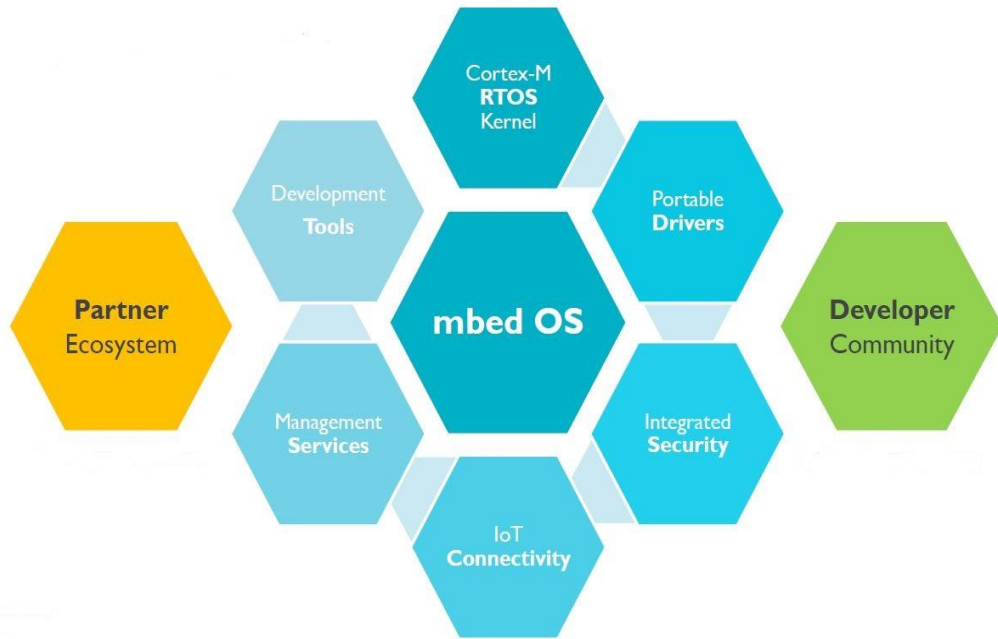 Cortex-M
RTOS
Kernel
Development
Tools
Portable
Drivers
Partner
Ecosystem
mbed OS
Developer
Community
Management
Services
Integrated
Security
IoT
Connectivity